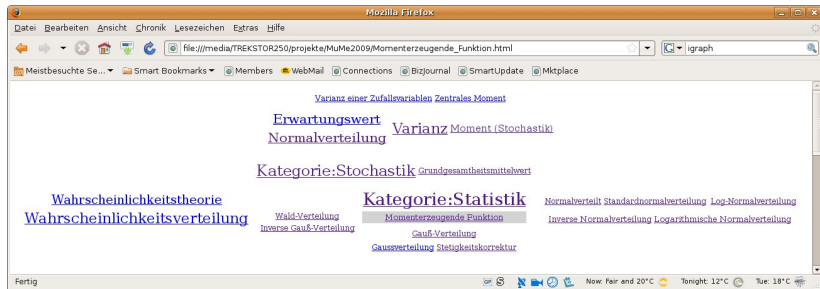 Mozilla Firefox
Datei Bearbeiten Ansicht Chronik Lesezeichen Extras Hilfe
file:///media/TREKSTOR250/projekte/MuMe2009/Momenterzeugende_Funktion.html
igraph
Meistbesuchte Se... Smart Bookmarks Members WebMail Connections BizJournal SmartUpdate Mktplace
Varianz einer Zufallsvariablen Zentrales Moment
Erwartungswert
Normalverteilung
Varianz Moment (Stochastik)
Kategorie:Stochastik Grundgesamtheitsmittelwert
Wahrscheinlichkeitstheorie
Wahrscheinlichkeitsverteilung
Wald-Verteilung
Inverse Gauß-Verteilung
Kategorie:Statistik
Momenterzeugende Funktion
Gauß-Verteilung
Gaussverteilung Stetigkeitskorrektur
Normalverteilt Standardnormalverteilung Log-Normalverteilung
Inverse Normalverteilung Logarithmische Normalverteilung
Fertig
Now: Fair and 20°C Tonight: 12°C Tue: 18°C